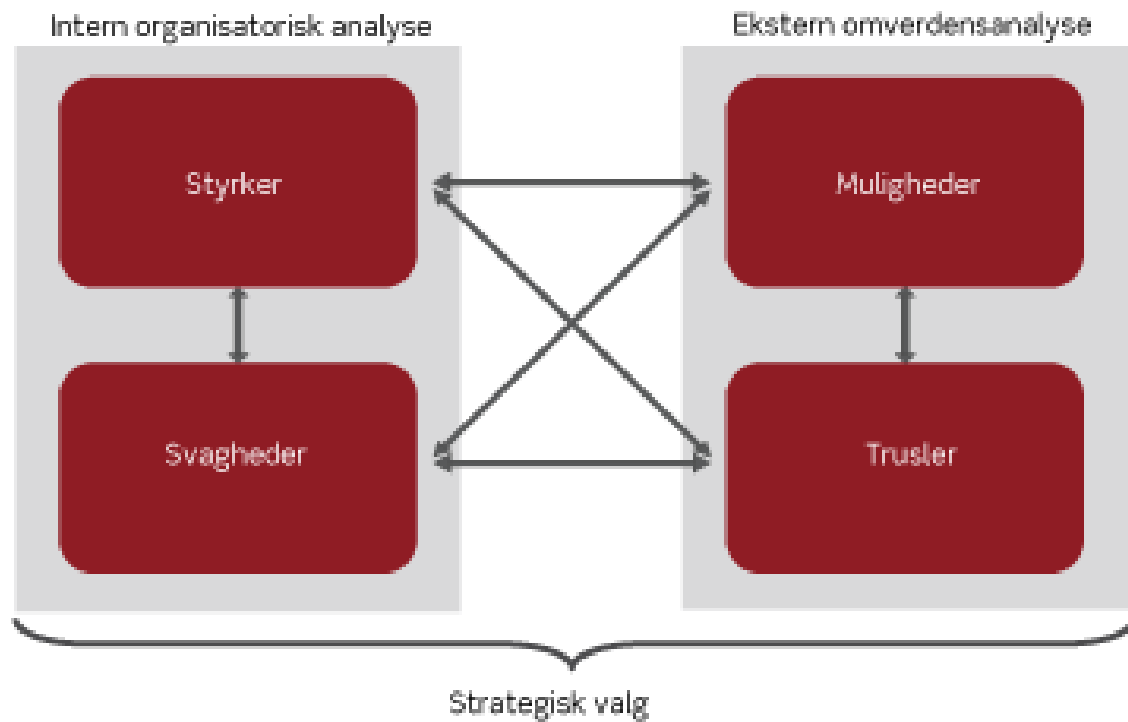 Intern organisatorisk analyse
Ekstern omverdensanalyse
Styrker
Muligheder
Svagheder
Trusler
Strategisk valg